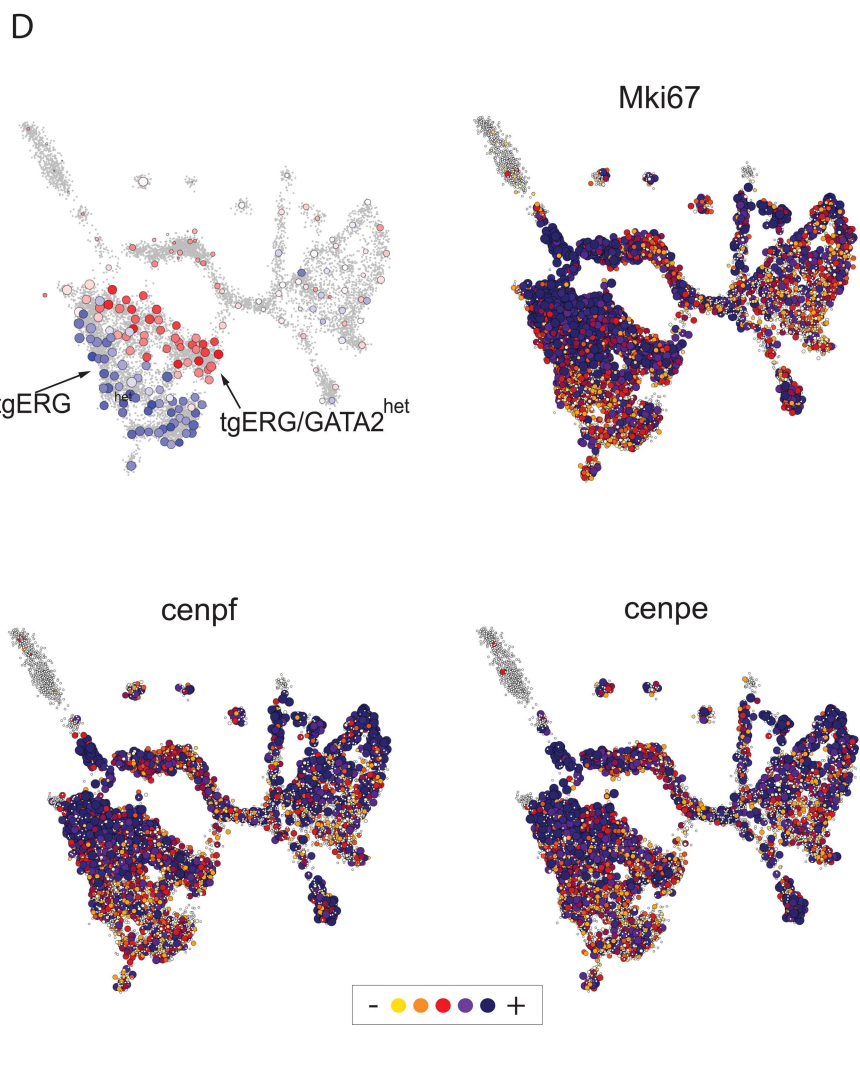 D
Mki67
tgERG
het
tgERG/GATA2het
cenpf
cenpe
- +